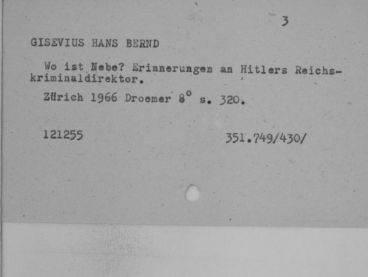 3
GISEVIUS HANS BERND
Wo ist Nebe? Erinnerungen an Hitlers Reichs-
kriminaldirektor.
Zürich 1966 Droemer 8° s. 320.
121255 351.749/430/